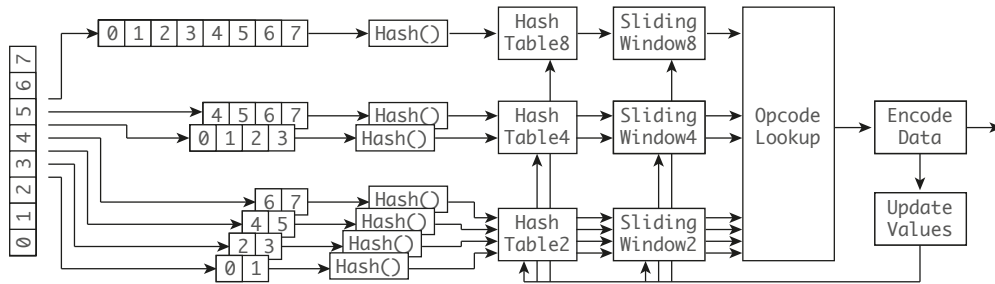 0 1 2 3 4 5 6 7
0 1 2 3 4 5 6 7
Hash()
Hash
Table8
Sliding
Window8
4 5 6 7
Hash()
0 1 2 3
Hash()
Hash
Table4
Sliding
Window4
6 7
Hash()
4 5
Hash()
2 3
Hash()
0 1
Hash()
Hash
Table2
Sliding
Window2
Opcode
Lookup
Encode
Data
Update
Values